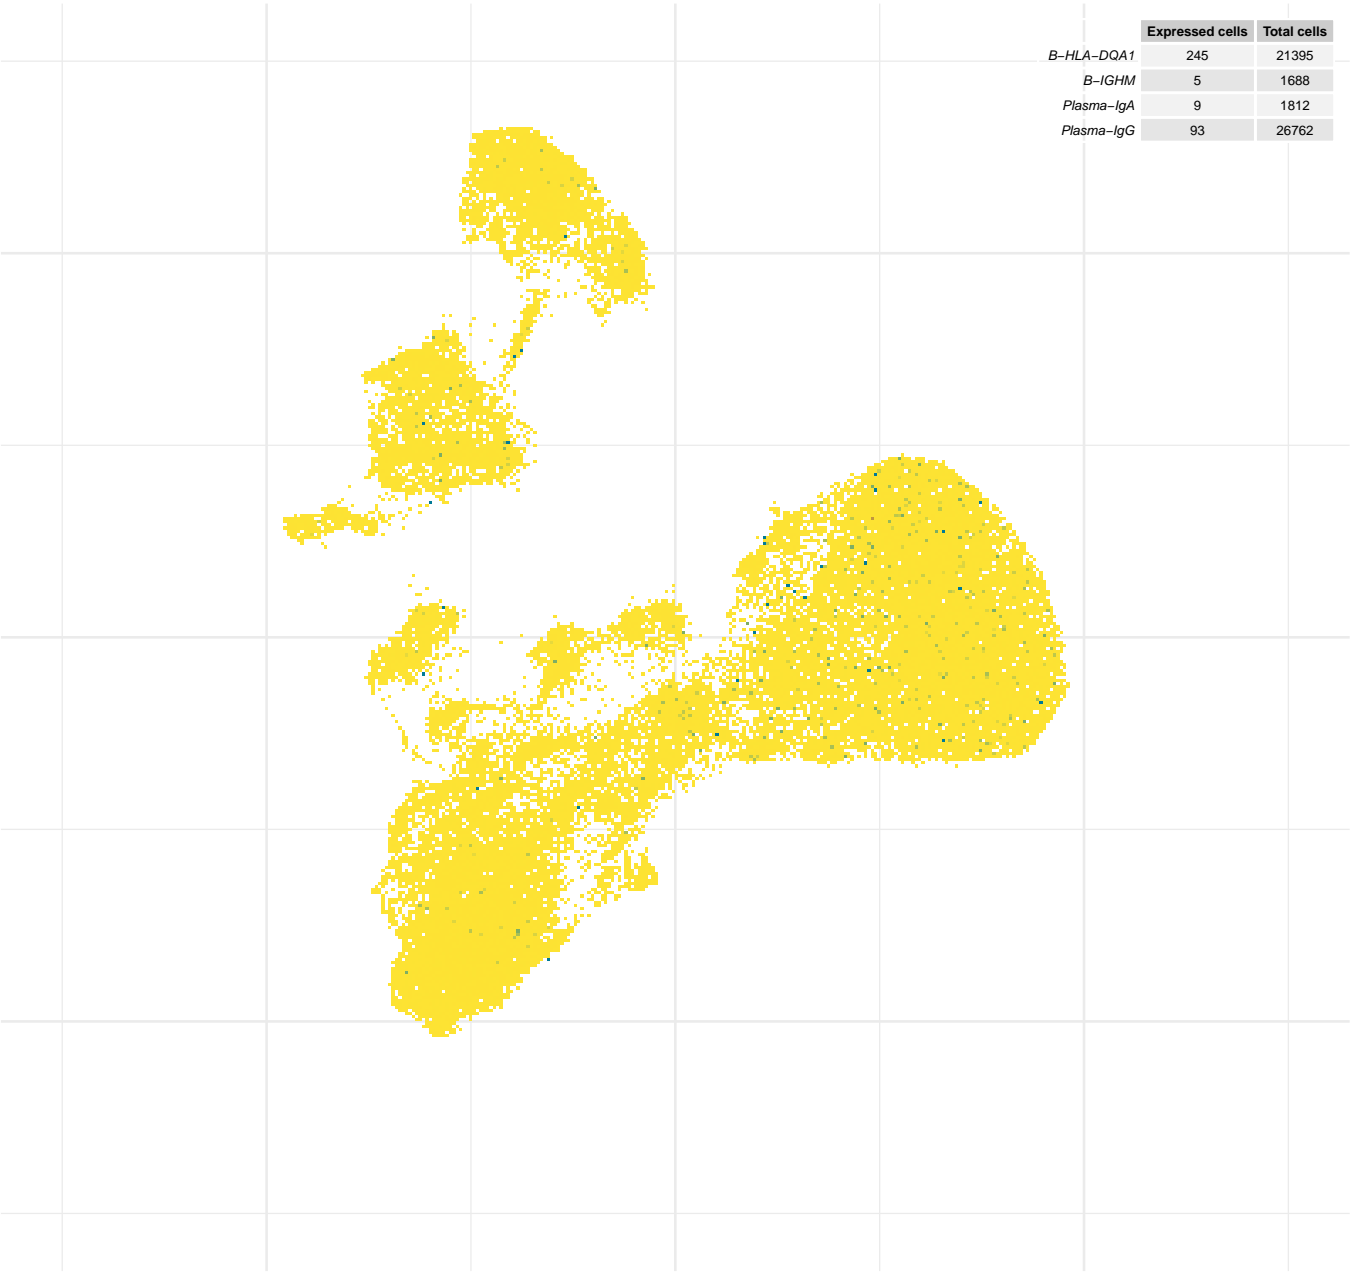 Expressed cells Total cells
B−HLA−DQA1 245 21395
B−IGHM 5 1688
Plasma−IgA 9 1812
Plasma−IgG 93 26762